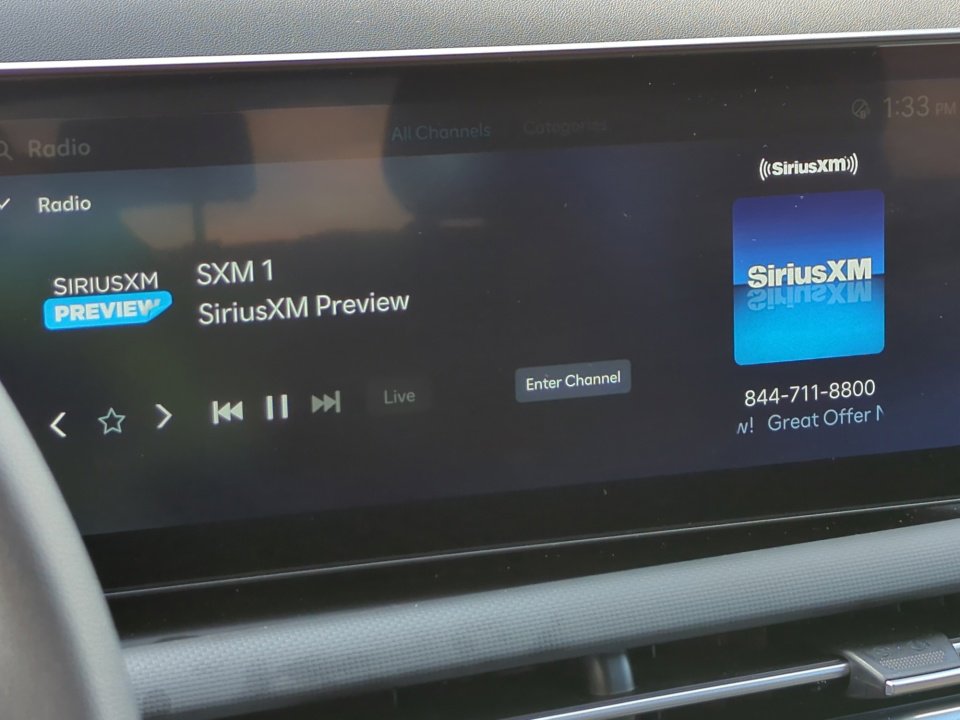 Radio
All Channels
Categories
1:33 PM
Radio
((SiriusXM))
SIRIUSXM
PREVIEW
SXM 1
SiriusXM Preview
SiriusXM
Enter Channel
Live
844-711-8800
w! Great Offer N